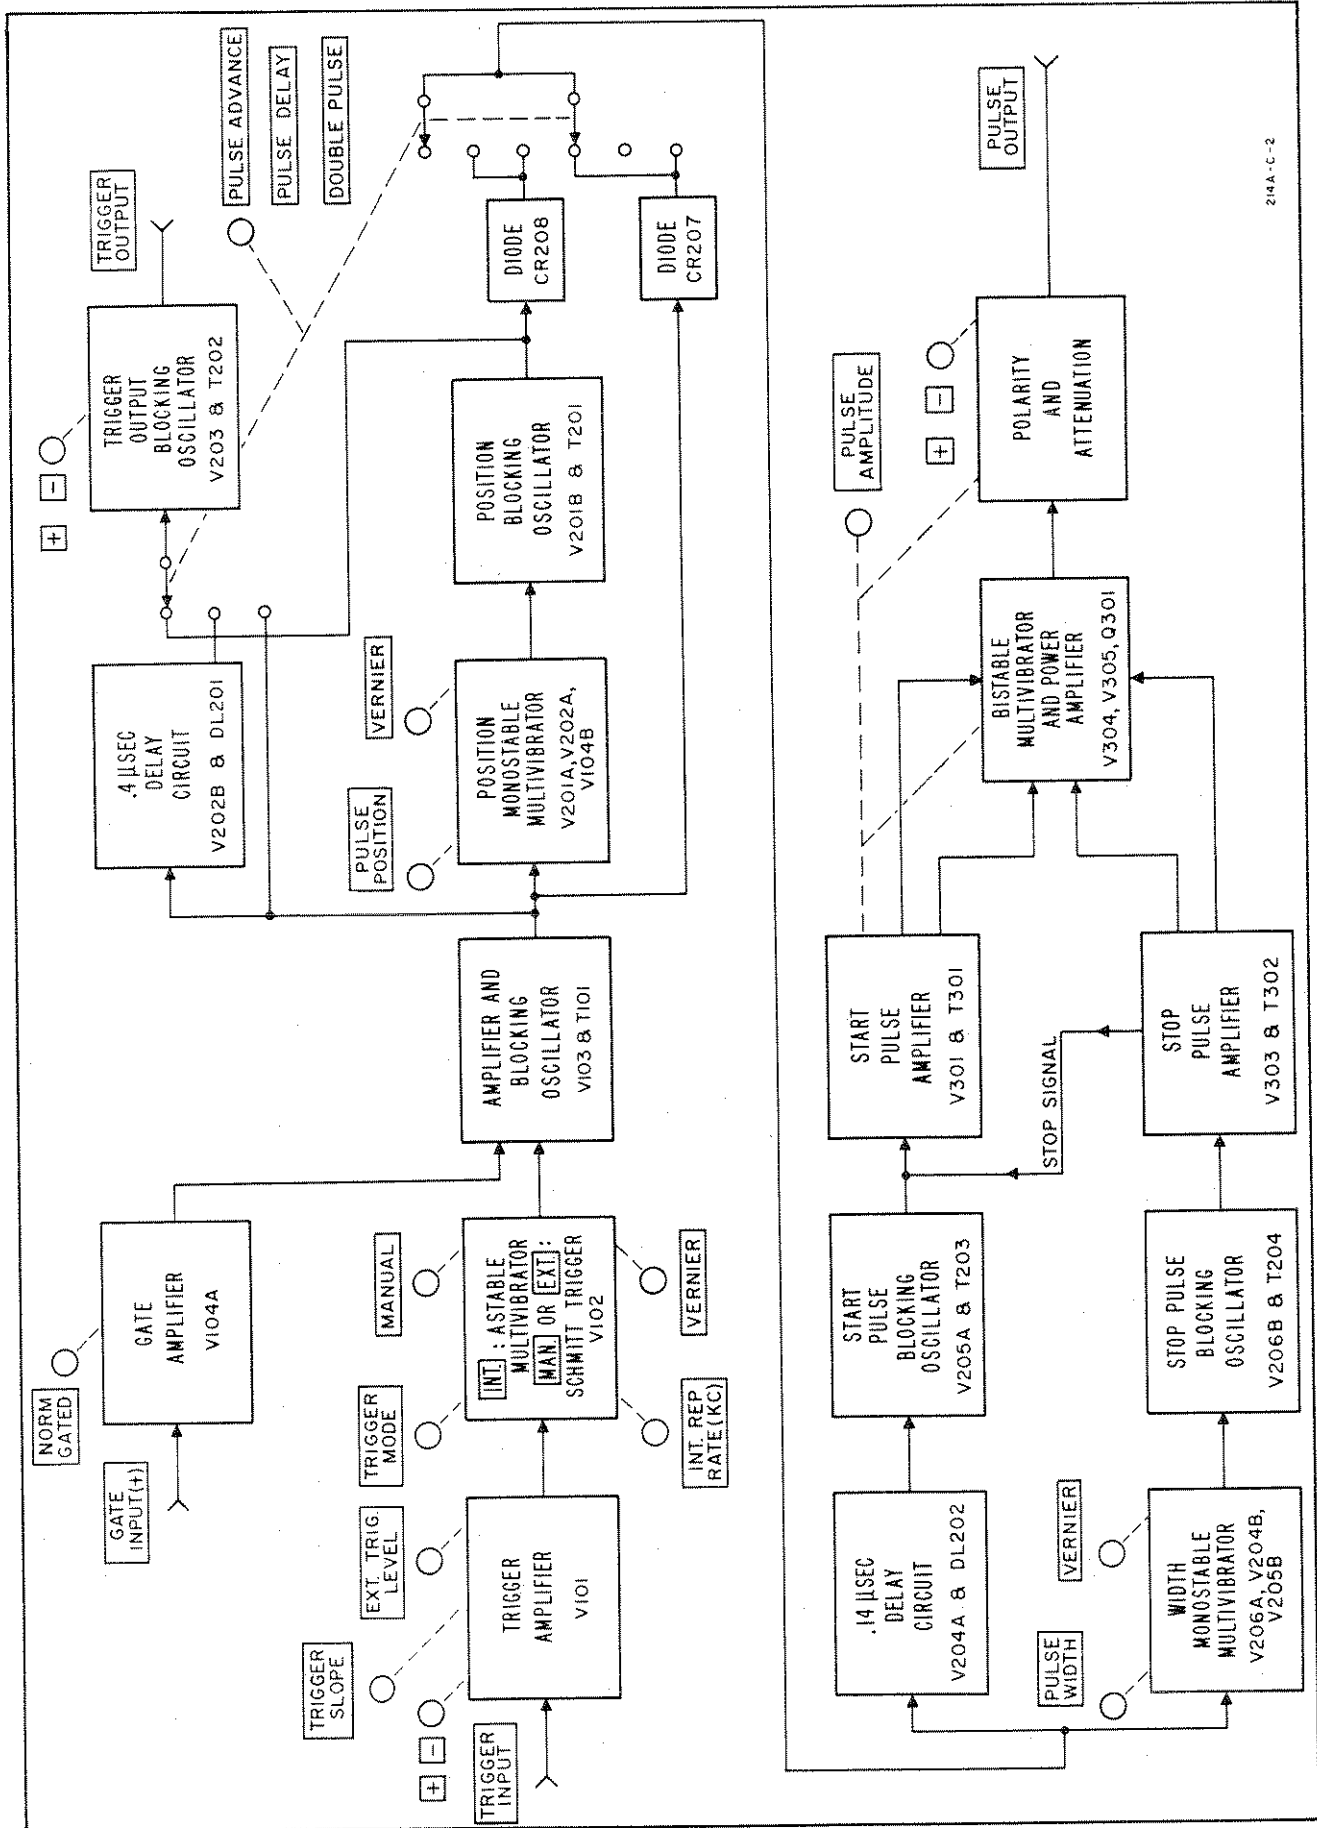 NORM
GATED
GATE
INPUT(+)
GATE
AMPLIFIER
V104A
.4 µSEC
DELAY
CIRCUIT
V202B & DL201
+ -
TRIGGER
OUTPUT
BLOCKING
OSCILLATOR
V203 & T202
TRIGGER
OUTPUT
PULSE ADVANCE
PULSE DELAY
DOUBLE PULSE
TRIGGER
SLOPE
+ -
TRIGGER
INPUT
EXT. TRIG.
LEVEL
TRIGGER
AMPLIFIER
V101
TRIGGER
MODE
MANUAL
INT. : ASTABLE
MULTIVIBRATOR
MAN. OR EXT. :
SCHMITT TRIGGER
V102
INT. REP
RATE (KC)
VERNIER
AMPLIFIER AND
BLOCKING
OSCILLATOR
V103 & T101
PULSE
POSITION
VERNIER
POSITION
MONOSTABLE
MULTIVIBRATOR
V201A, V202A,
V104B
POSITION
BLOCKING
OSCILLATOR
V201B & T201
DIODE
CR208
DIODE
CR207
.14 µSEC
DELAY
CIRCUIT
V204A & DL202
START
PULSE
BLOCKING
OSCILLATOR
V205A & T203
START
PULSE
AMPLIFIER
V301 & T301
PULSE
AMPLITUDE
+ -
BISTABLE
MULTIVIBRATOR
AND POWER
AMPLIFIER
V304, V305, Q301
POLARITY
AND
ATTENUATION
PULSE
OUTPUT
STOP SIGNAL
PULSE
WIDTH
VERNIER
WIDTH
MONOSTABLE
MULTIVIBRATOR
V206A, V204B,
V205B
STOP PULSE
BLOCKING
OSCILLATOR
V206B & T204
STOP
PULSE
AMPLIFIER
V303 & T302
214A-C-2